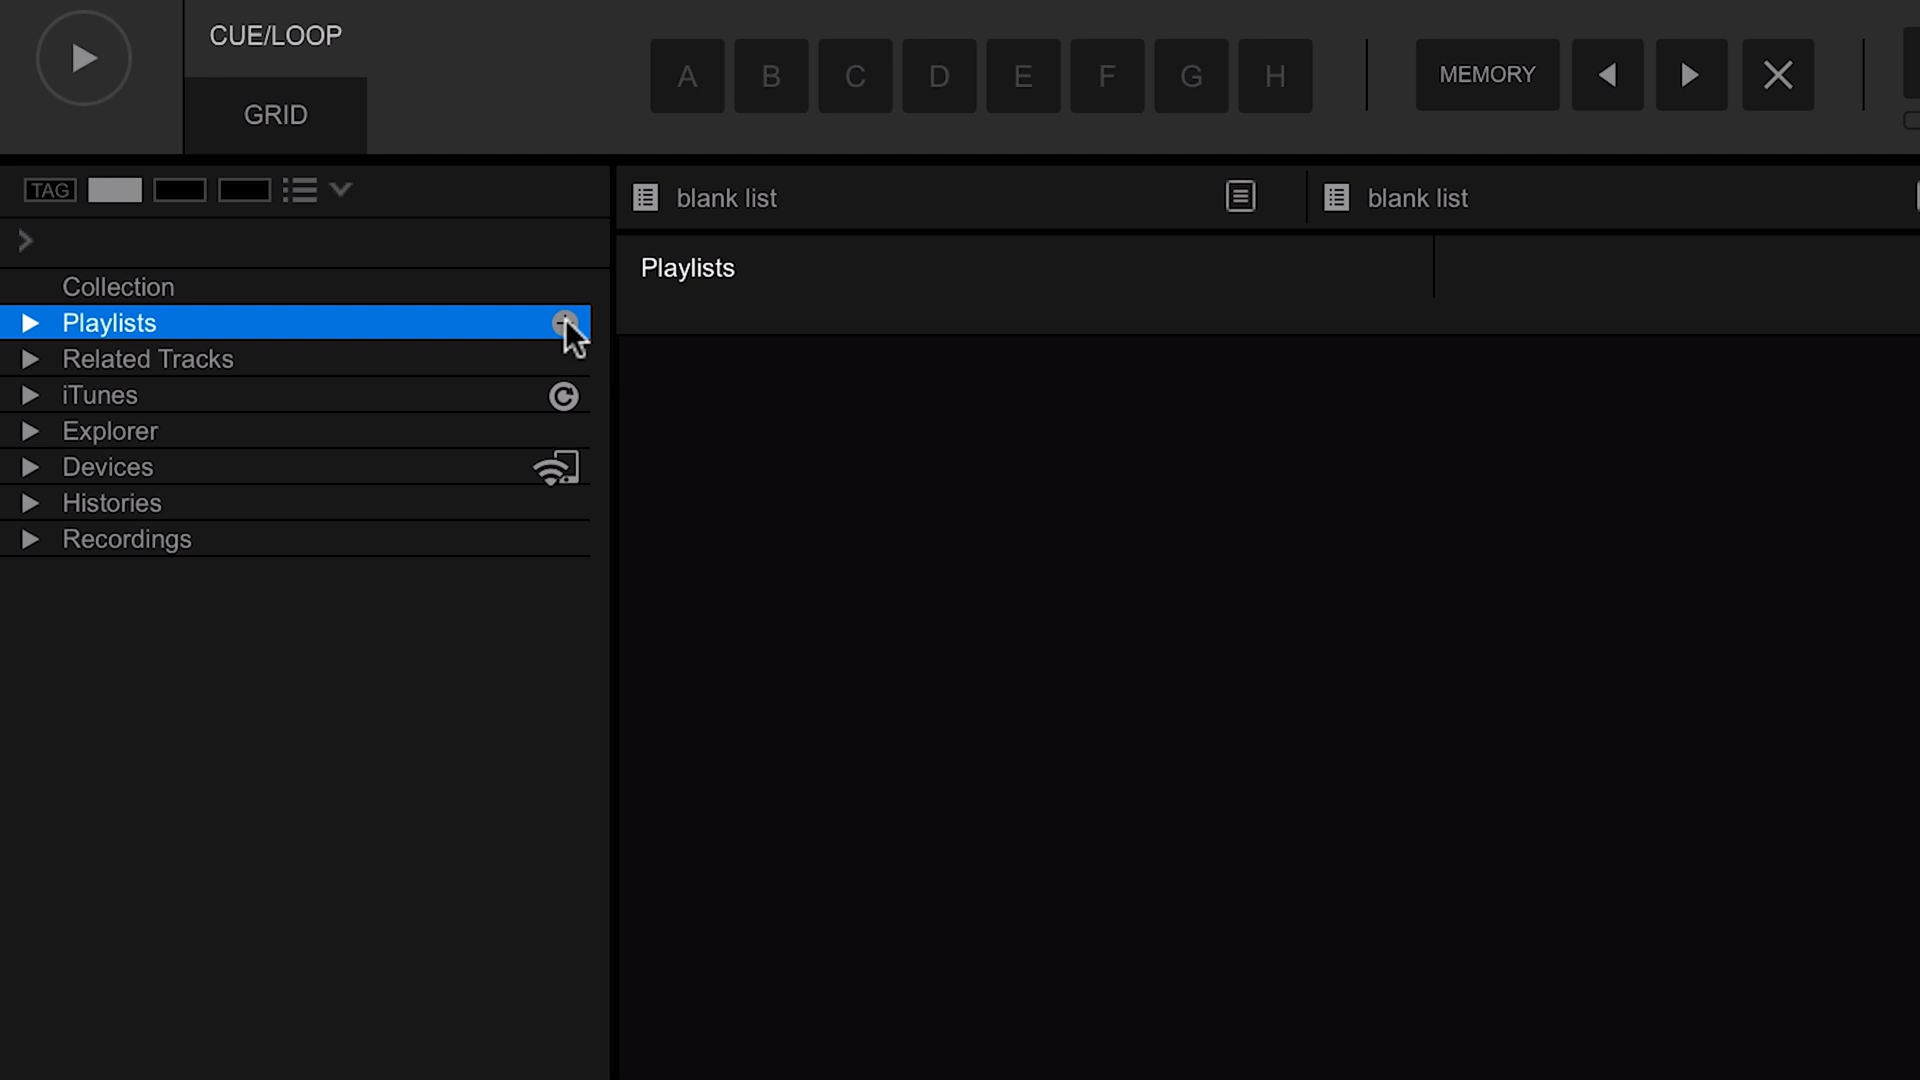 CUE/LOOP
GRID
A B C D E F G H
MEMORY
TAG
blank list
blank list
Playlists
Collection
Playlists
Related Tracks
iTunes
Explorer
Devices
Histories
Recordings